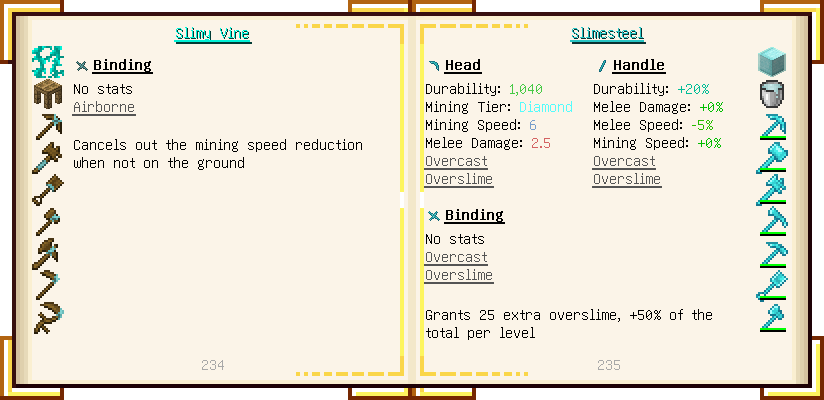 Slimy Vine
Binding
No stats
Airborne
Cancels out the mining speed reduction
when not on the ground
234
Slimesteel
Head
Durability: 1,040
Mining Tier: Diamond
Mining Speed: 6
Melee Damage: 2.5
Overcast
Overslime
Handle
Durability: +20%
Melee Damage: +0%
Melee Speed: -5%
Mining Speed: +0%
Overcast
Overslime
Binding
No stats
Overcast
Overslime
Grants 25 extra overslime, +50% of the
total per level
235